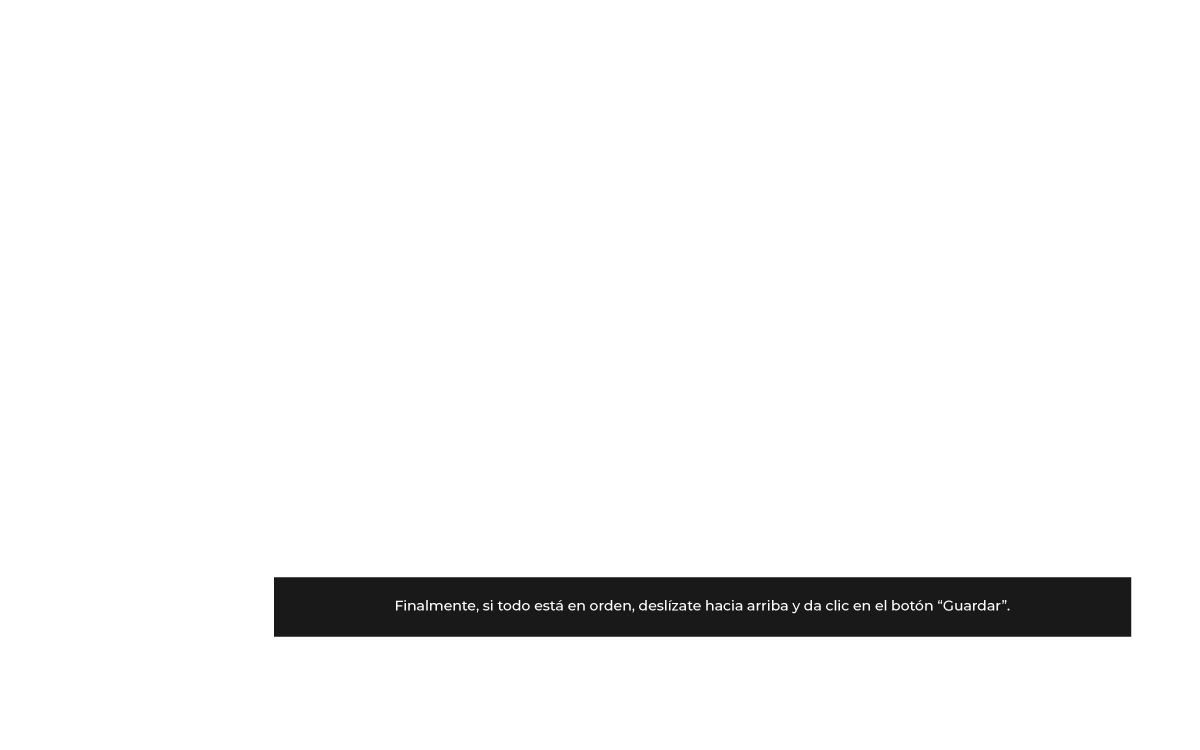 Finalmente, si todo está en orden, deslízate hacia arriba y da clic en el botón “Guardar”.